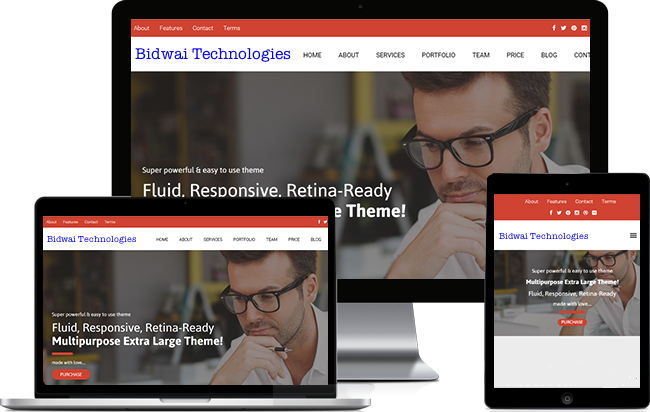 About Features Contact Terms
Bidwai Technologies HOME ABOUT SERVICES PORTFOLIO TEAM PRICE BLOG CONT
Super powerful & easy to use theme
Fluid, Responsive, Retina-Ready
ge Theme!
About Features Contact Terms
Bidwai Technologies HOME ABOUT SERVICES PORTFOLIO TEAM PRICE BLOG
Super powerful & easy to use theme
Fluid, Responsive, Retina-Ready
Multipurpose Extra Large Theme!
made with love...
PURCHASE
About Features Contact Terms
Bidwai Technologies
Super powerful & easy to use theme
Multipurpose Extra Large Theme!
Fluid, Responsive, Retina-Ready
made with love...
PURCHASE